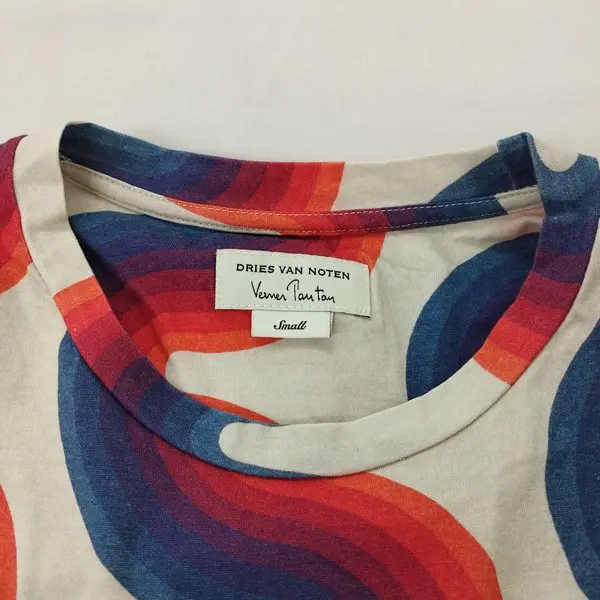 DRIES VAN NOTEN
Verner Panton
Small